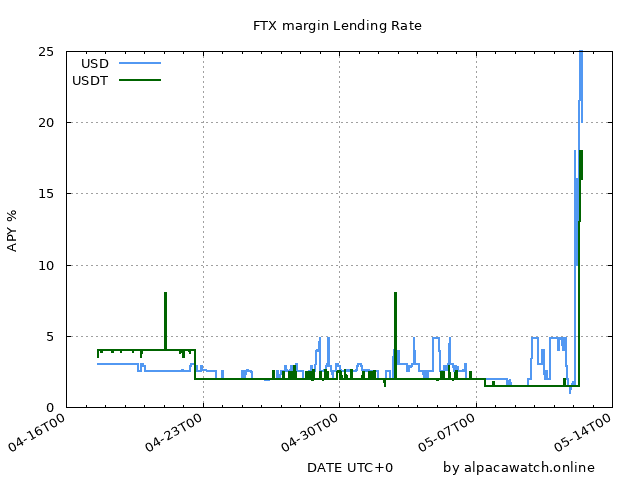 FTX margin Lending Rate
USD
USDT
25
20
15
10
5
0
APY %
04-16T00
04-23T00
04-30T00
05-07T00
05-14T00
DATE UTC+0
by alpacawatch.online